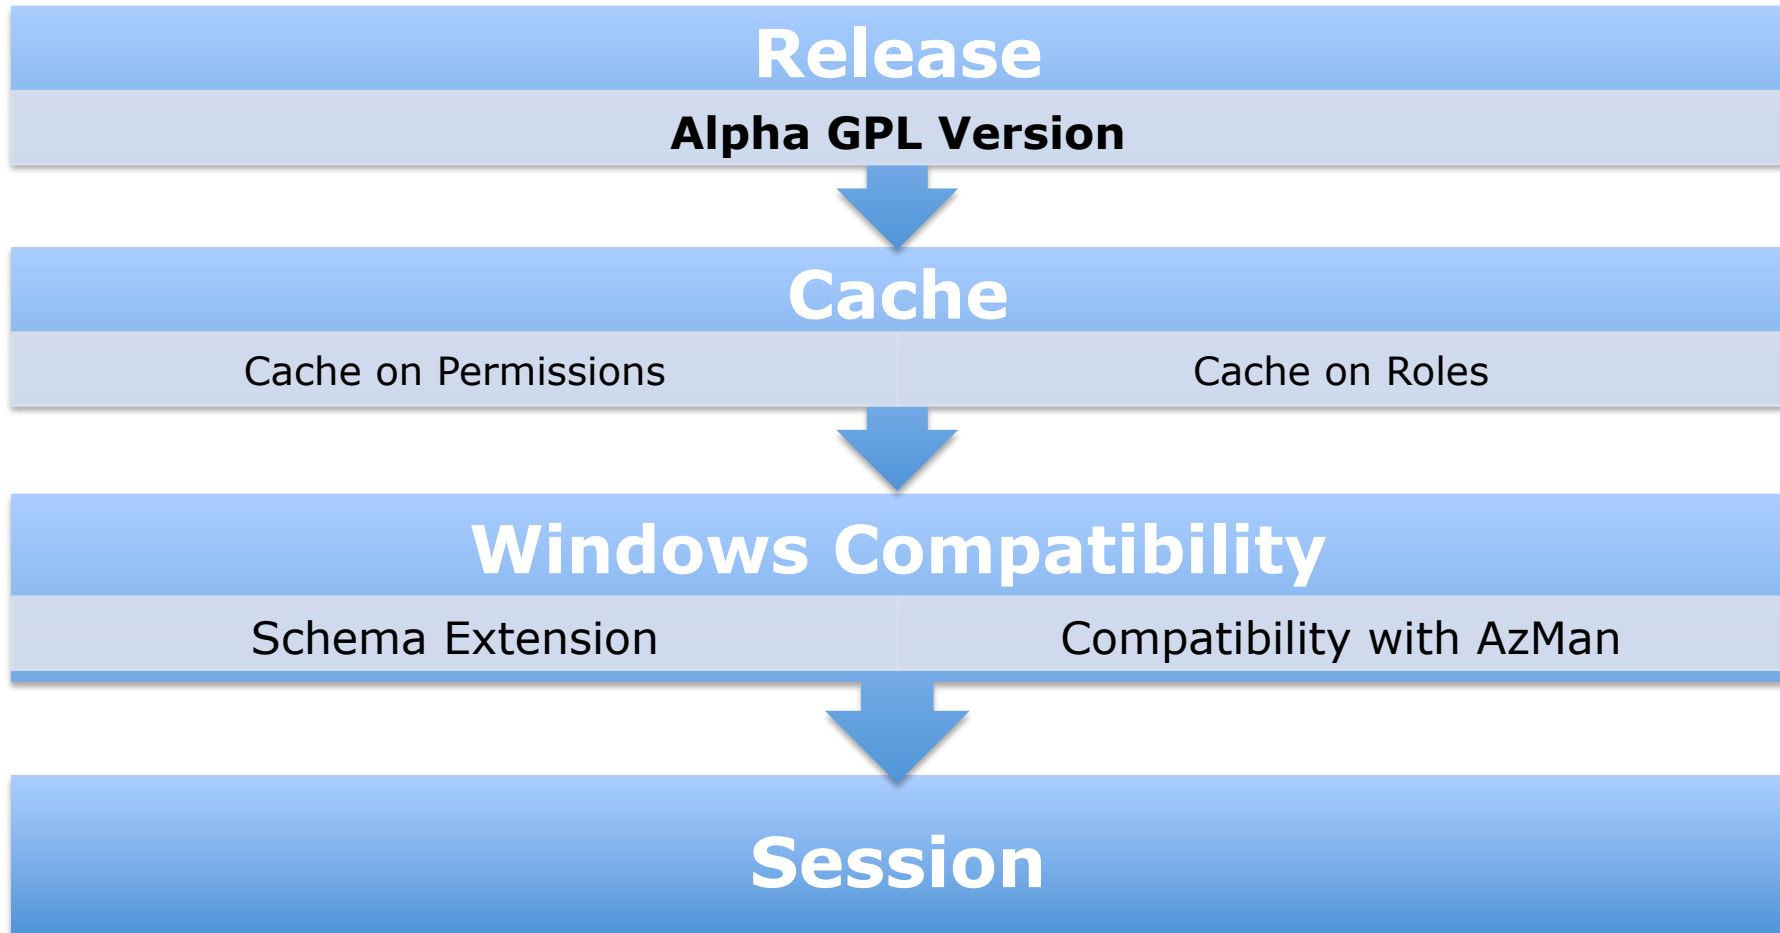 Release
Alpha GPL Version
Cache
Cache on Permissions
Cache on Roles
Windows Compatibility
Schema Extension
Compatibility with AzMan
Session